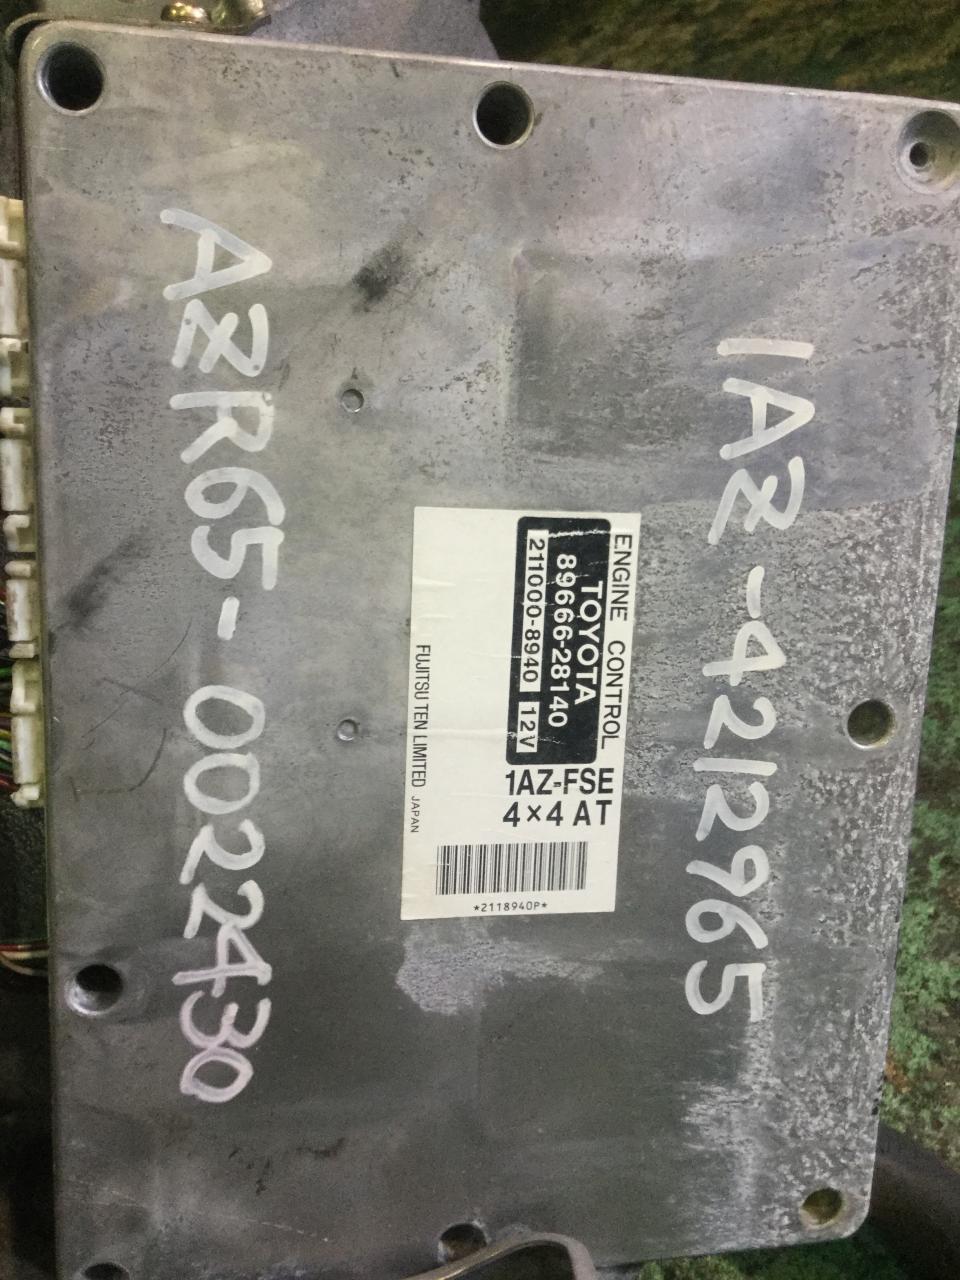 1AZ-4212965
ENGINE CONTROL
TOYOTA
89666-28140
211000-8940 12V
1AZ-FSE
4×4 AT
FUJITSU TEN LIMITED JAPAN
*2118940P*
AZR65-0022430